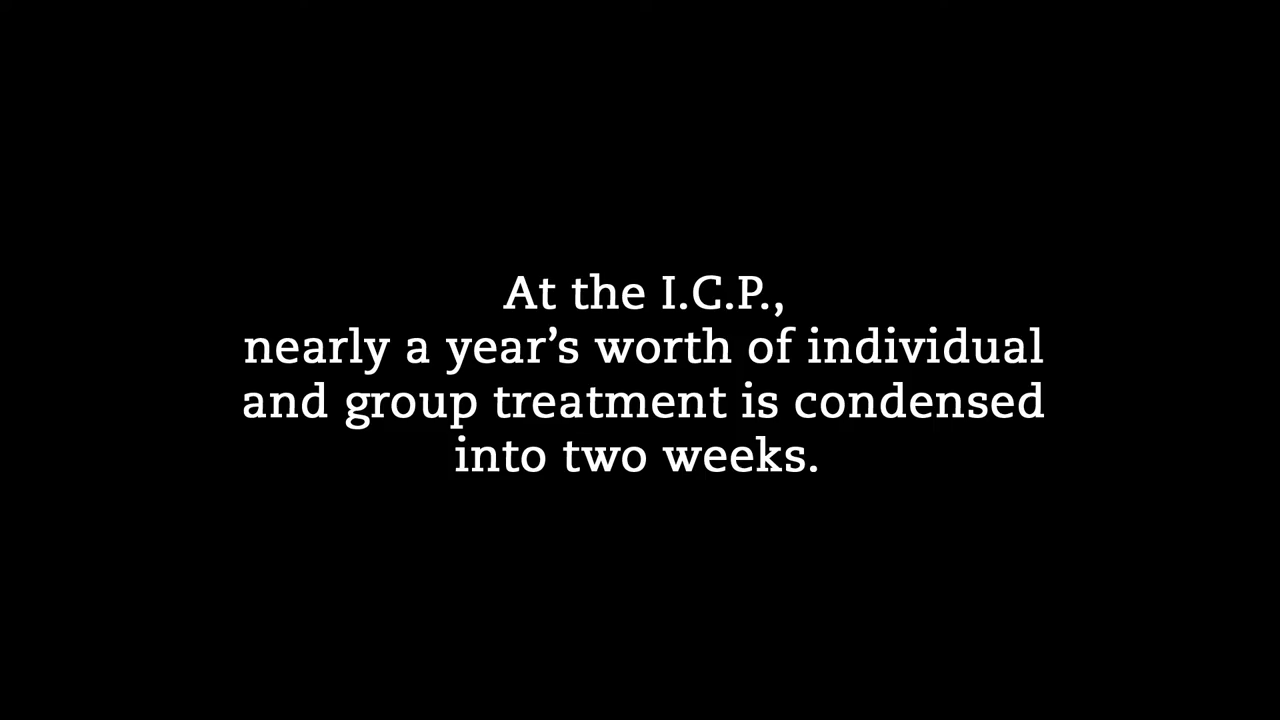 At the I.C.P.,
nearly a year’s worth of individual
and group treatment is condensed
into two weeks.